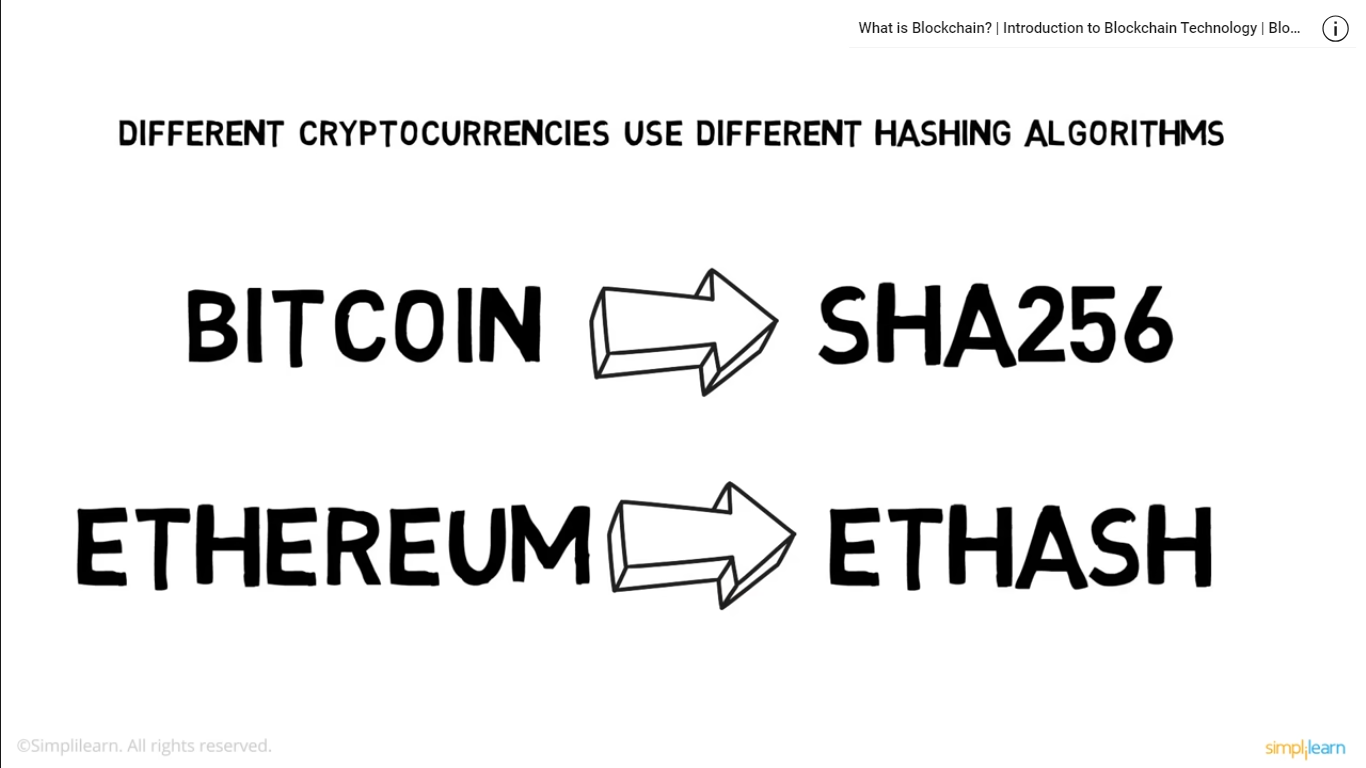 What is Blockchain? | Introduction to Blockchain Technology | Blo...
DIFFERENT CRYPTOCURRENCIES USE DIFFERENT HASHING ALGORITHMS
BITCOIN SHA256
ETHEREUM ETHASH
©Simplilearn. All rights reserved.
simplilearn